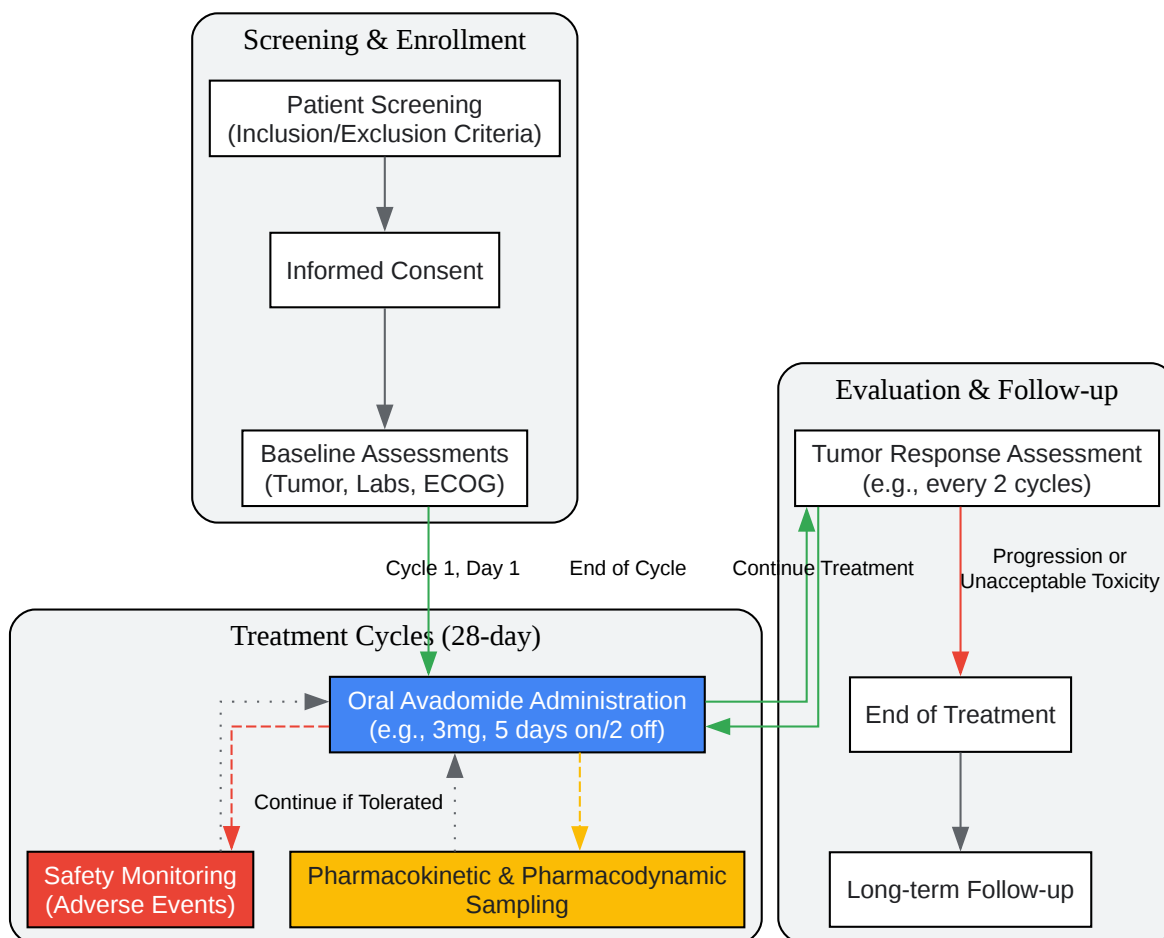 Screening & Enrollment
Patient Screening
(Inclusion/Exclusion Criteria)
Informed Consent
Baseline Assessments
(Tumor, Labs, ECOG)
Evaluation & Follow-up
Tumor Response Assessment
(e.g., every 2 cycles)
Cycle 1, Day 1
End of Cycle
Continue Treatment
Progression or
Unacceptable Toxicity
Treatment Cycles (28-day)
Oral Avadomide Administration
(e.g., 3mg, 5 days on/2 off)
End of Treatment
Continue if Tolerated
Safety Monitoring
(Adverse Events)
Pharmacokinetic & Pharmacodynamic
Sampling
Long-term Follow-up